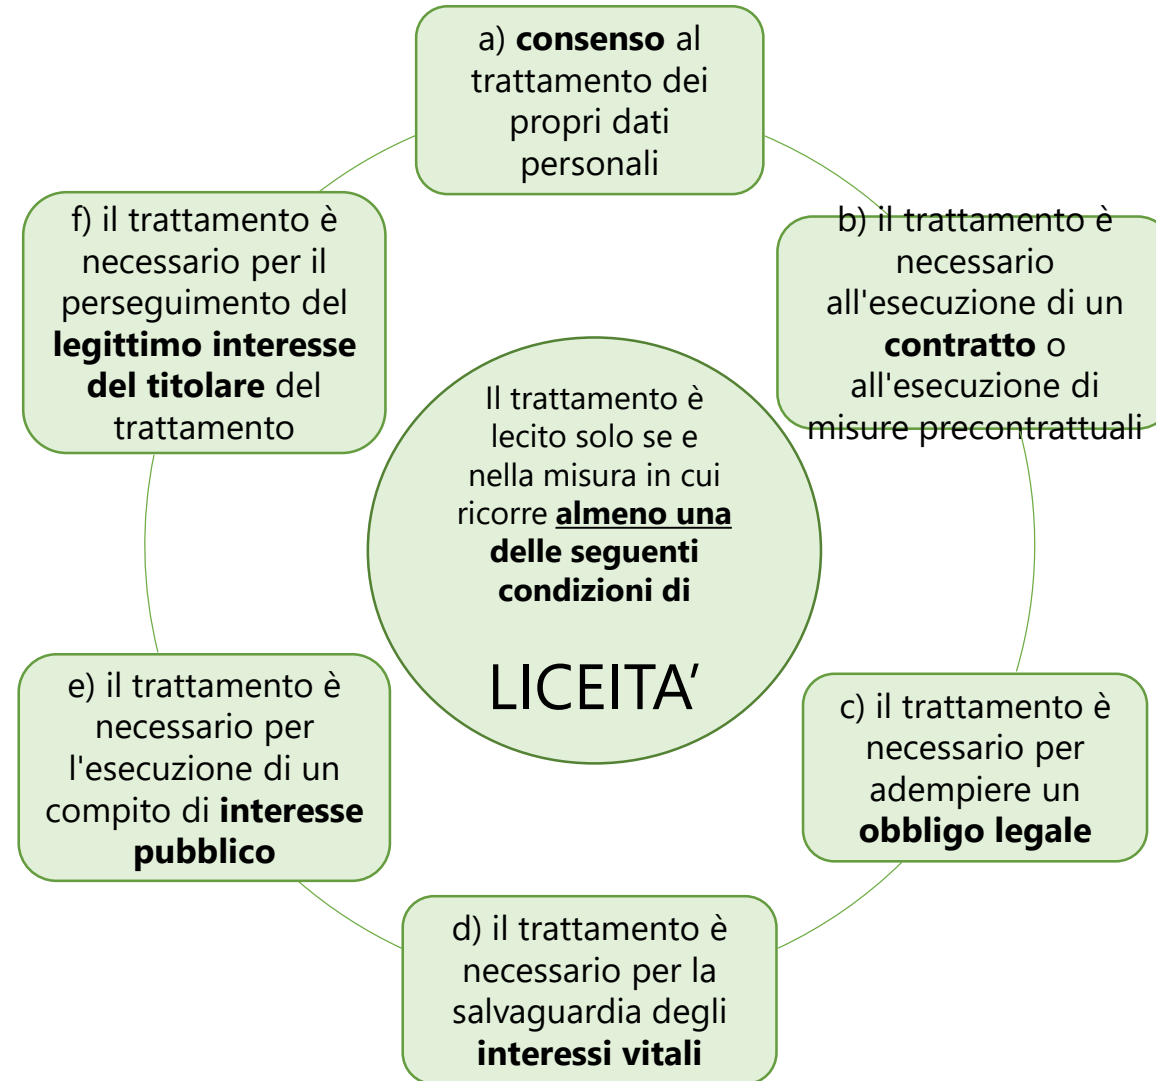 a) consenso al
trattamento dei
propri dati
personali
b) il trattamento è
necessario
all'esecuzione di un
contratto o
all'esecuzione di
misure precontrattuali
c) il trattamento è
necessario per
adempiere un
obbligo legale
d) il trattamento è
necessario per la
salvaguardia degli
interessi vitali
e) il trattamento è
necessario per
l'esecuzione di un
compito di interesse
pubblico
f) il trattamento è
necessario per il
perseguimento del
legittimo interesse
del titolare del
trattamento
Il trattamento è
lecito solo se e
nella misura in cui
ricorre almeno una
delle seguenti
condizioni di
LICEITA’